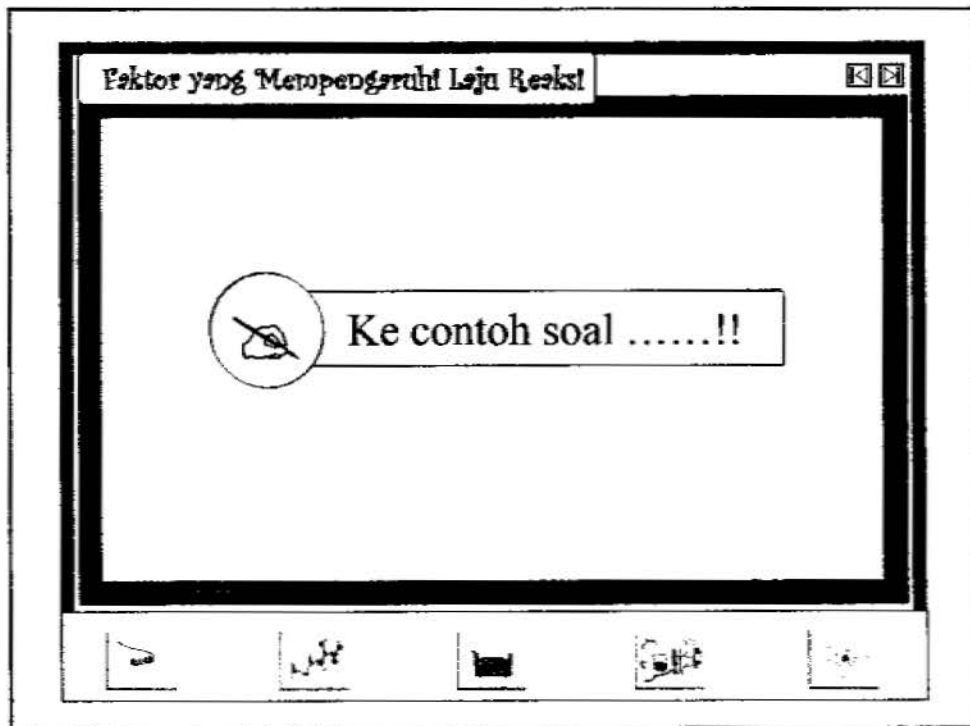 Faktor yang Mempengaruhi Laju Reaksi
Ke contoh soal ......!!